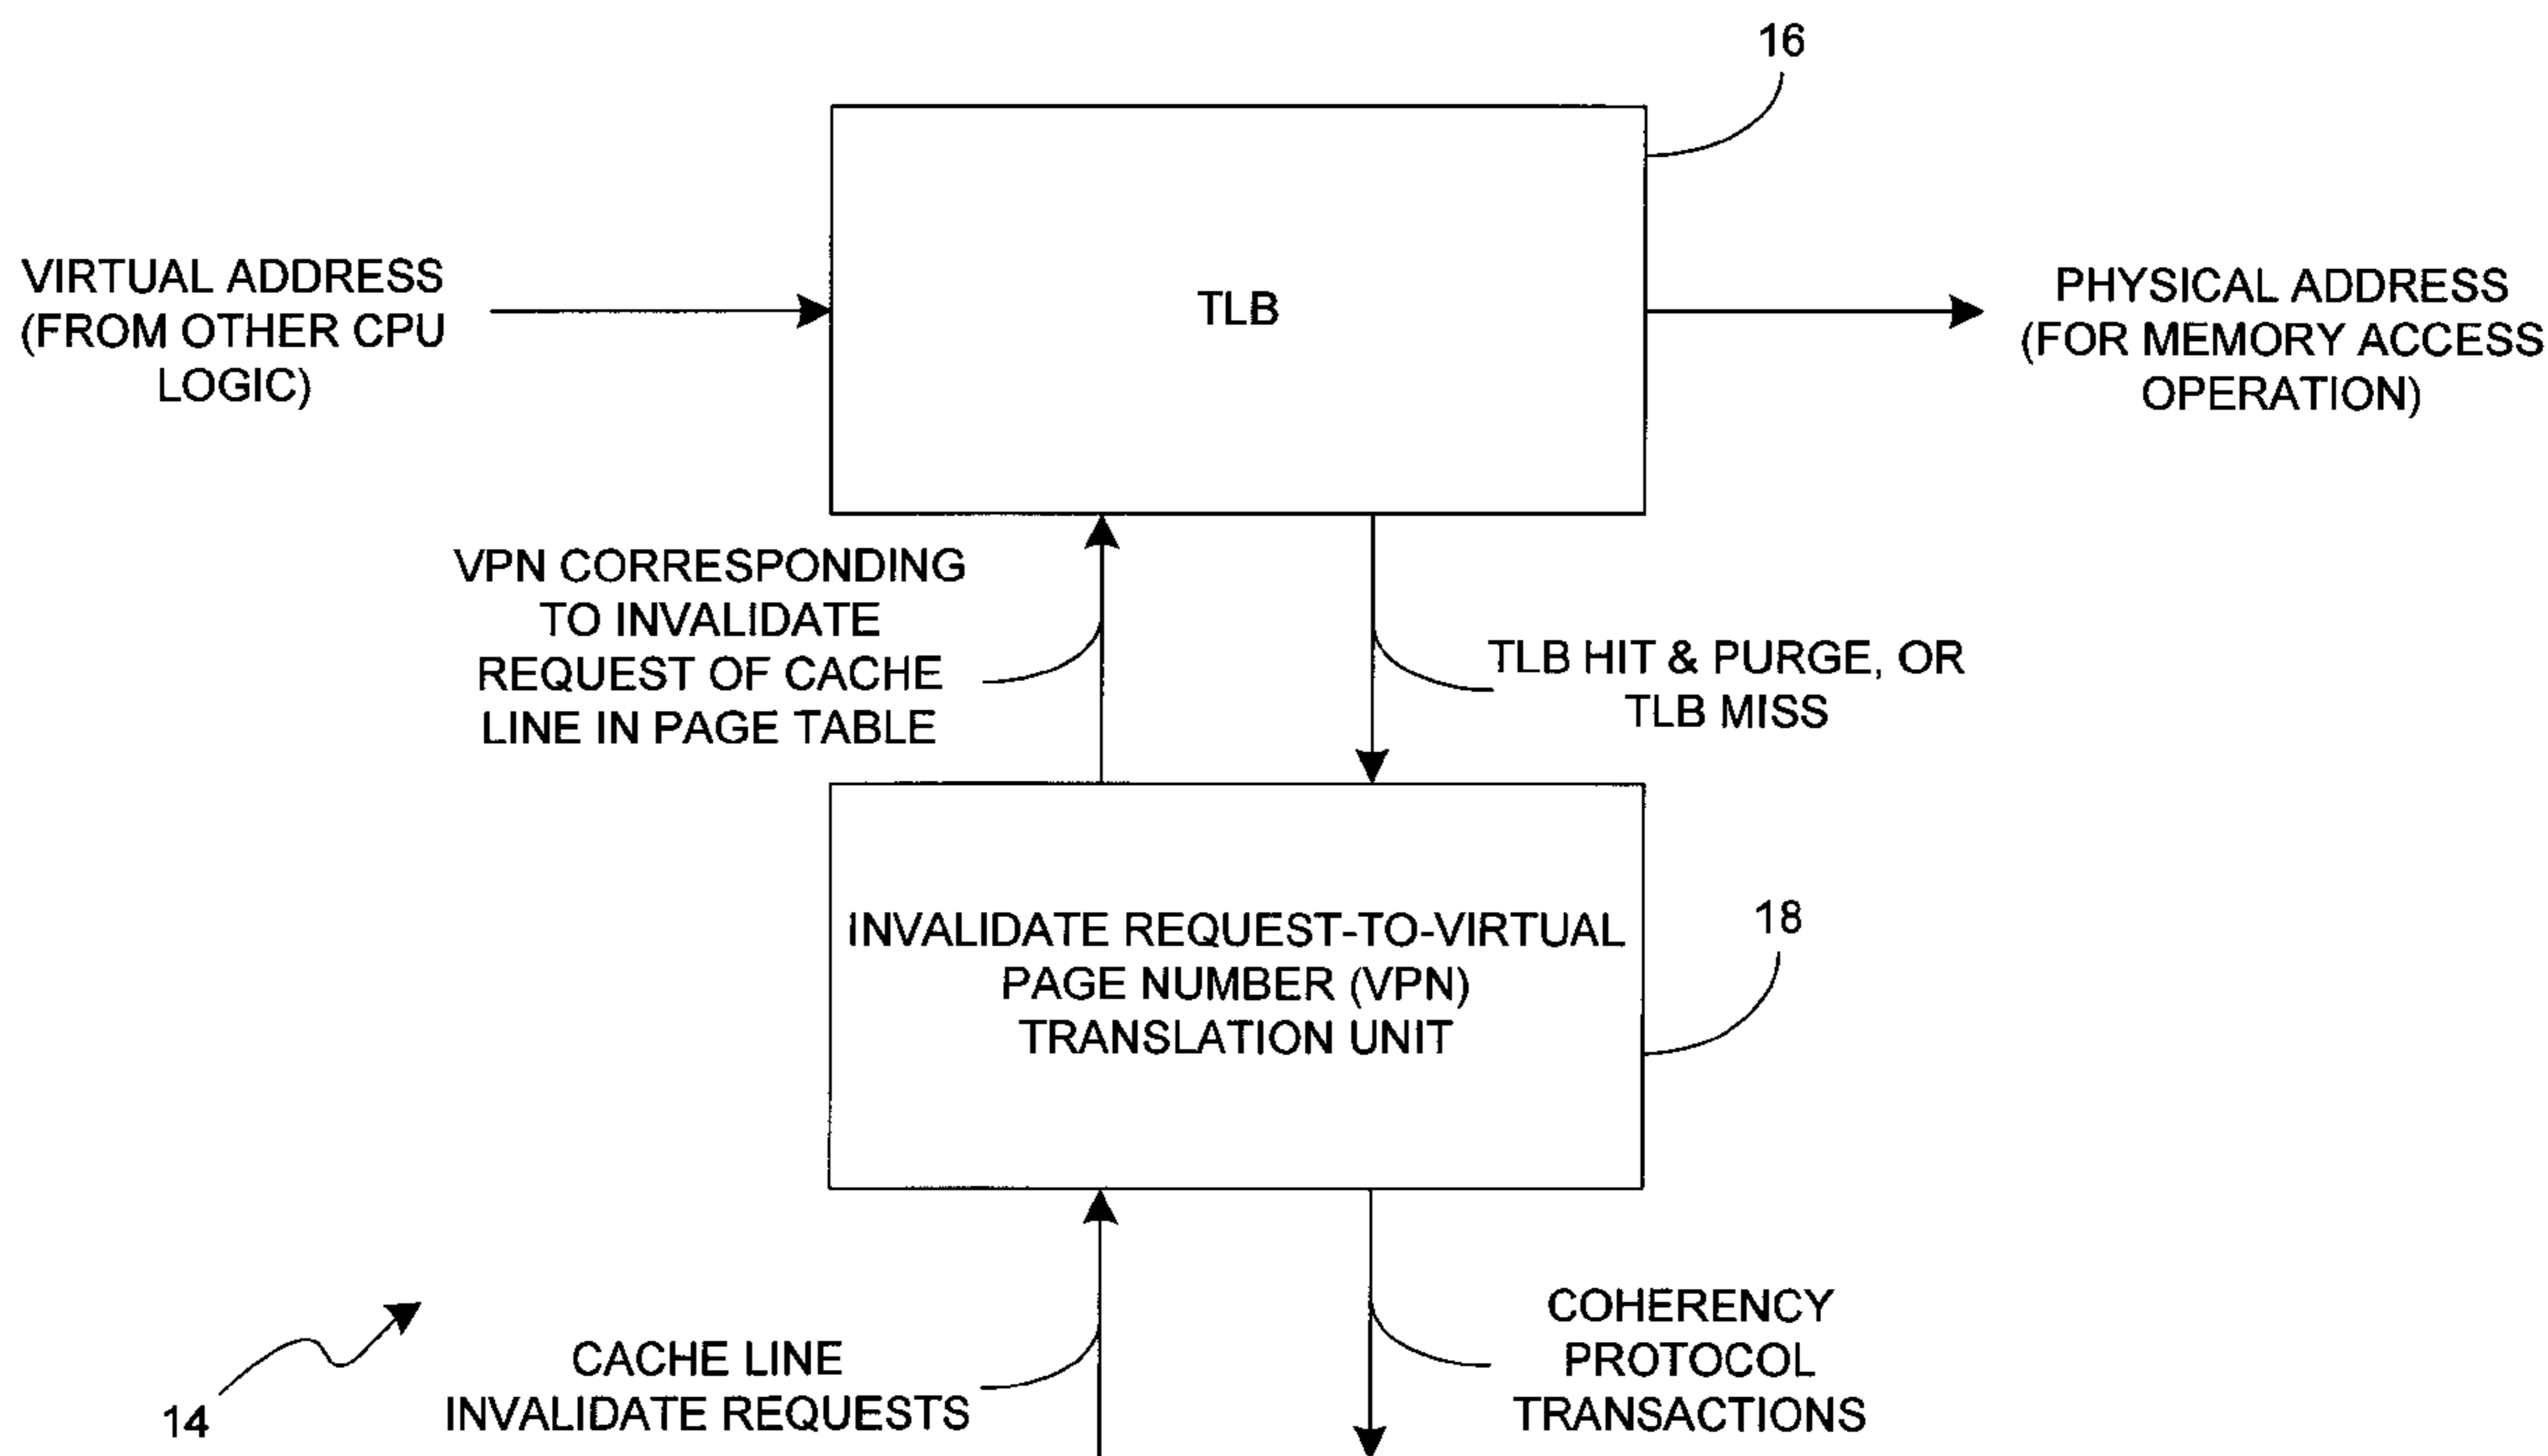 16
VIRTUAL ADDRESS
(FROM OTHER CPU
LOGIC)
TLB
PHYSICAL ADDRESS
(FOR MEMORY ACCESS
OPERATION)
VPN CORRESPONDING
TO INVALIDATE
REQUEST OF CACHE
LINE IN PAGE TABLE
TLB HIT & PURGE, OR
TLB MISS
INVALIDATE REQUEST-TO-VIRTUAL
PAGE NUMBER (VPN)
TRANSLATION UNIT
18
14
CACHE LINE
INVALIDATE REQUESTS
COHERENCY
PROTOCOL
TRANSACTIONS